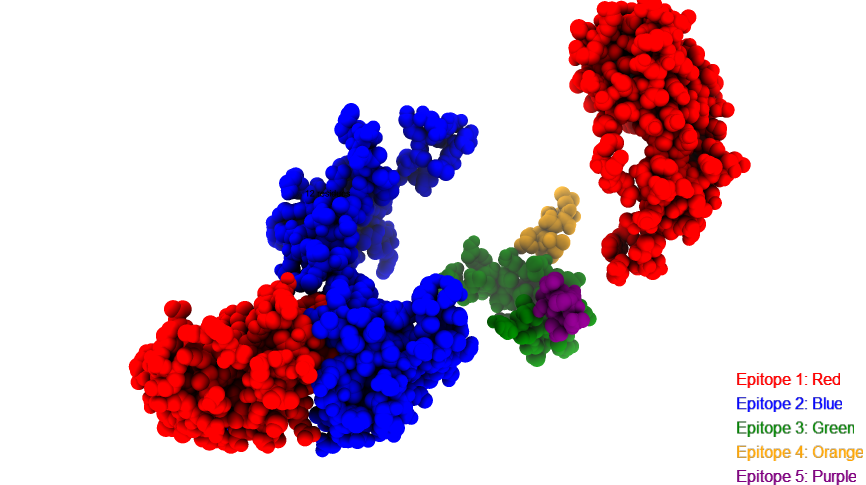 Epitope 1: Red
Epitope 2: Blue
Epitope 3: Green
Epitope 4: Orange
Epitope 5: Purple